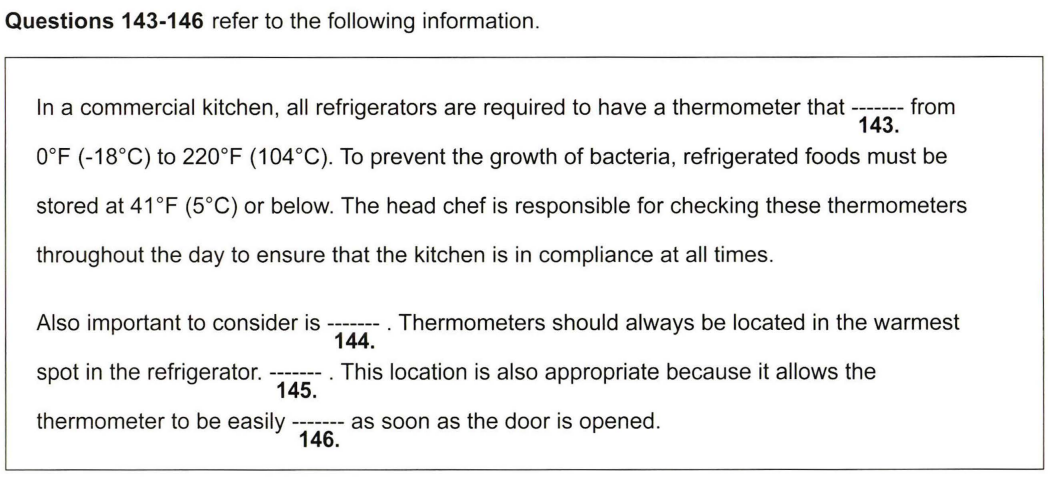 Questions 143-146 refer to the following information.
In a commercial kitchen, all refrigerators are required to have a thermometer that ------- from
143.
0°F (-18°C) to 220°F (104°C). To prevent the growth of bacteria, refrigerated foods must be
stored at 41°F (5°C) or below. The head chef is responsible for checking these thermometers
throughout the day to ensure that the kitchen is in compliance at all times.
Also important to consider is ------- . Thermometers should always be located in the warmest
144.
spot in the refrigerator. ------- . This location is also appropriate because it allows the
145.
thermometer to be easily ------- as soon as the door is opened.
146.